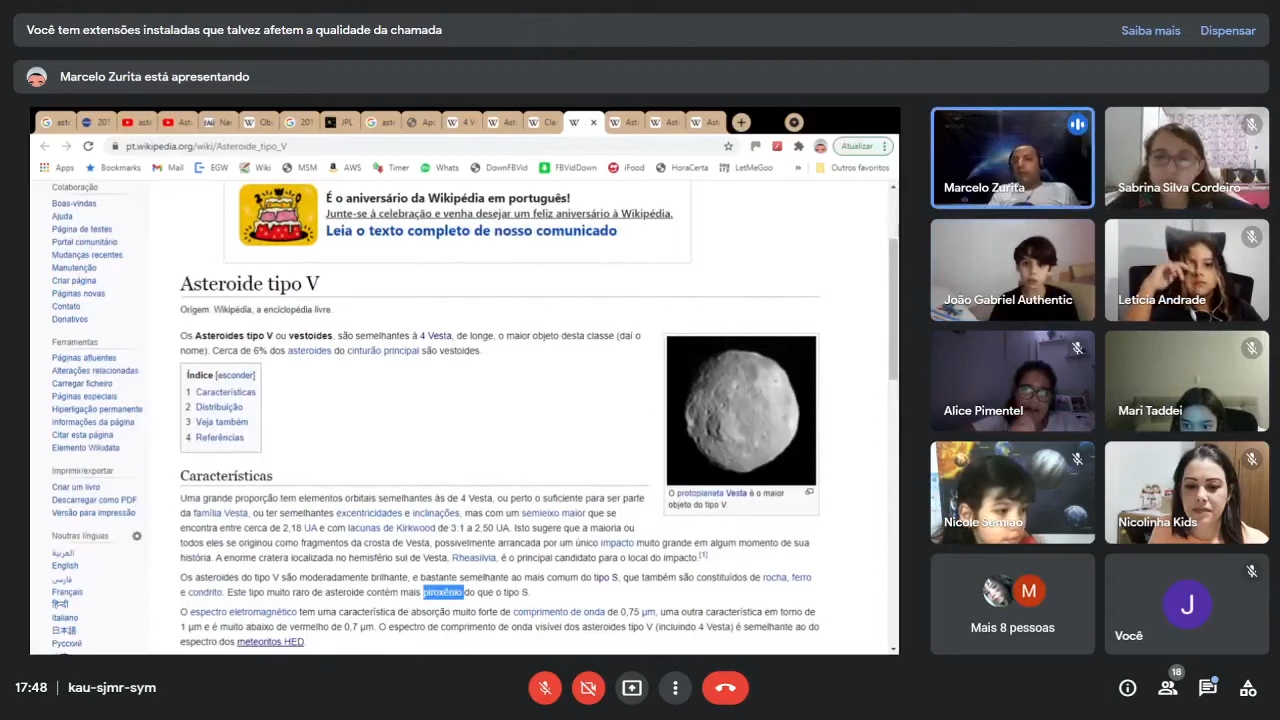 Você tem extensões instaladas que talvez afetem a qualidade da chamada
Saiba mais
Dispensar
Marcelo Zurita está apresentando
pt.wikipedia.org/wiki/Asteroide_tipo_V
Atualizar
Apps
Bookmarks
Mail
EGW
Wiki
MSM
AWS
Timer
Whats
DownFBVid
FBVidDown
iFood
HoraCerta
LetMeGoo
»
Outros favoritos
Colaboração
Boas-vindas
Ajuda
Página de testes
Portal comunitário
Mudanças recentes
Manutenção
Criar página
Páginas novas
Contato
Donativos
Ferramentas
Páginas afluentes
Alterações relacionadas
Carregar ficheiro
Páginas especiais
Hiperligação permanente
Informações da página
Citar esta página
Elemento Wikidata
Imprimir/exportar
Criar um livro
Descarregar como PDF
Versão para impressão
Noutras línguas
العربية
English
فارسی
Français
हिन्दी
Italiano
日本語
Русский
É o aniversário da Wikipédia em português!
Junte-se à celebração e venha desejar um feliz aniversário à Wikipédia.
Leia o texto completo de nosso comunicado
Asteroide tipo V
Origem: Wikipédia, a enciclopédia livre.
Os Asteroides tipo V ou vestoides, são semelhantes à 4 Vesta, de longe, o maior objeto desta classe (daí o
nome). Cerca de 6% dos asteroides do cinturão principal são vestoides.
Índice [esconder]
1 Características
2 Distribuição
3 Veja também
4 Referências
O protoplaneta Vesta é o maior
objeto do tipo V.
Características
Uma grande proporção tem elementos orbitais semelhantes às de 4 Vesta, ou perto o suficiente para ser parte
da família Vesta, ou ter semelhantes excentricidades e inclinações, mas com um semieixo maior que se
encontra entre cerca de 2,18 UA e com lacunas de Kirkwood de 3:1 a 2,50 UA. Isto sugere que a maioria ou
todos eles se originou como fragmentos da crosta de Vesta, possivelmente arrancada por um único impacto muito grande em algum momento de sua
história. A enorme cratera localizada no hemisfério sul de Vesta, Rheasilvia, é o principal candidato para o local do impacto.[1]
Os asteroides do tipo V são moderadamente brilhante, e bastante semelhante ao mais comum do tipo S, que também são constituídos de rocha, ferro
e condrito. Este tipo muito raro de asteroide contém mais piroxênio do que o tipo S.
O espectro eletromagnético tem uma característica de absorção muito forte de comprimento de onda de 0,75 μm, uma outra característica em torno de
1 μm e é muito abaixo de vermelho de 0,7 μm. O espectro de comprimento de onda visível dos asteroides tipo V (incluindo 4 Vesta) é semelhante ao do
espectro dos meteoritos HED.
Marcelo Zurita
Sabrina Silva Cordeiro
João Gabriel Authentic
Leticia Andrade
Alice Pimentel
Mari Taddei
Nicole Semião
Nicolinha Kids
M
Mais 8 pessoas
J
Você
17:48
kau-sjmr-sym
18